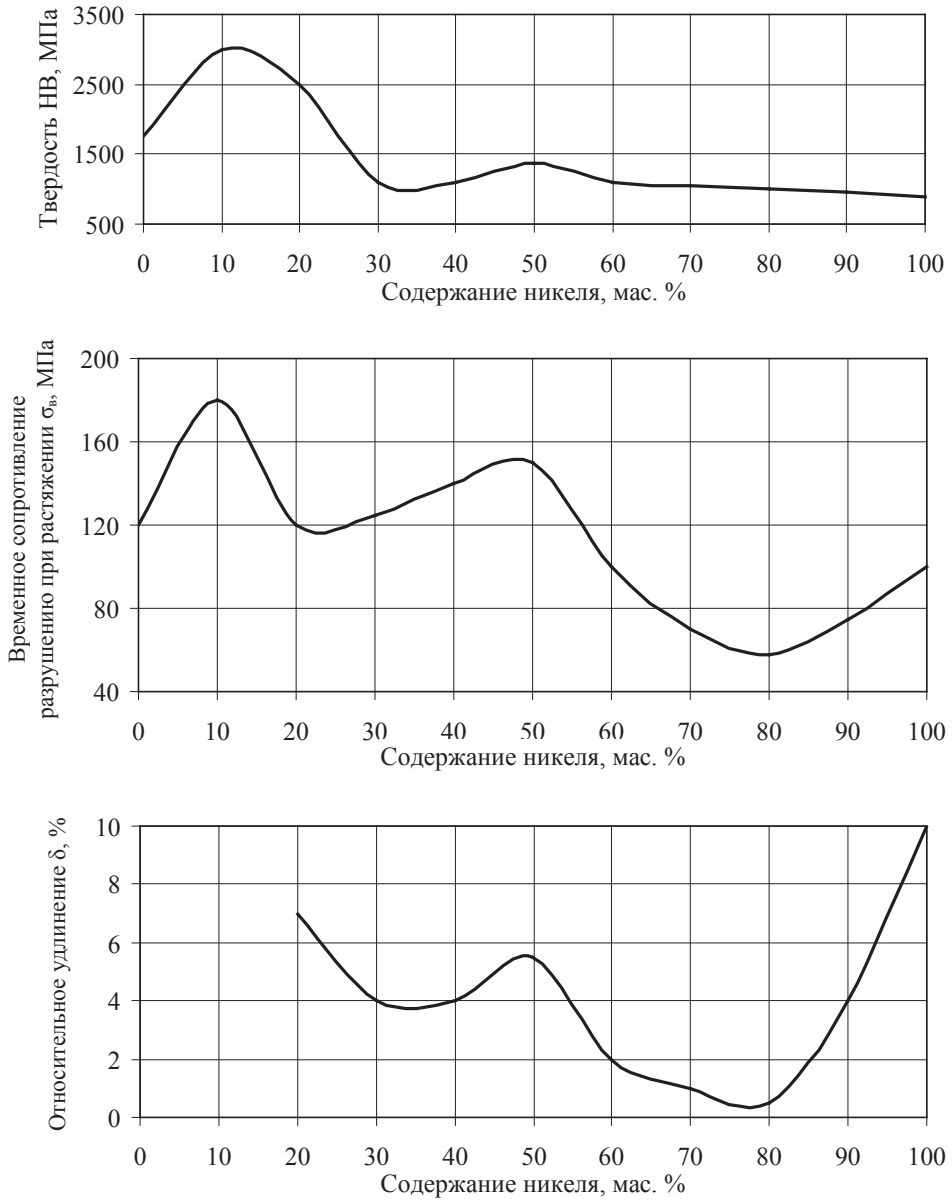 Твердость HB, МПа
3500
2500
1500
500
0 10 20 30 40 50 60 70 80 90 100
Содержание никеля, мас. %
Временное сопротивление
разрушению при растяжении σв, МПа
200
160
120
80
40
0 10 20 30 40 50 60 70 80 90 100
Содержание никеля, мас. %
Относительное удлинение δ, %
10
8
6
4
2
0
0 10 20 30 40 50 60 70 80 90 100
Содержание никеля, мас. %